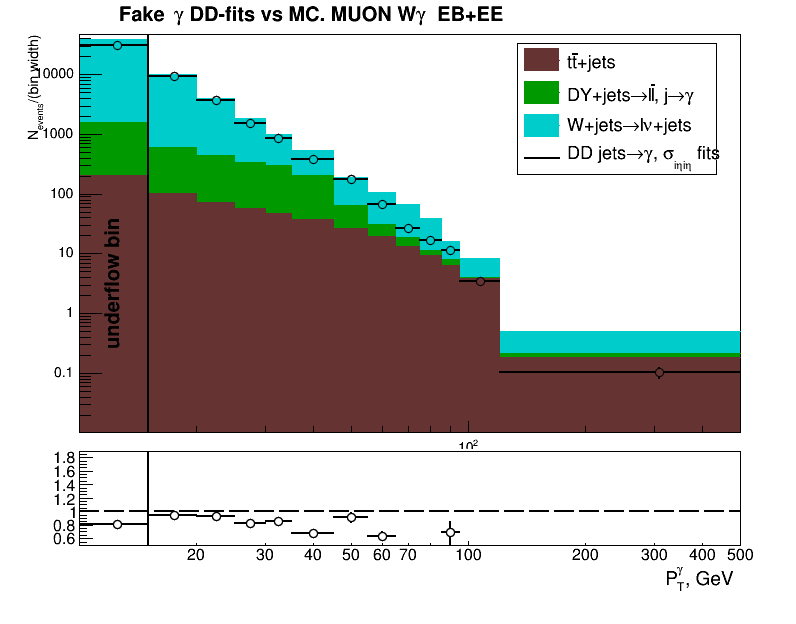 Fake γ DD-fits vs MC. MUON Wγ EB+EE
N_events/(bin width)
10000
1000
100
10
1
0.1
underflow bin
tt̄+jets
DY+jets→ll̄, j→γ
W+jets→lν+jets
DD jets→γ, σ_iηiη fits
10²
1.8
1.6
1.4
1.2
1
0.8
0.6
20 30 40 50 60 70 100 200 300 400 500
P_T^γ, GeV